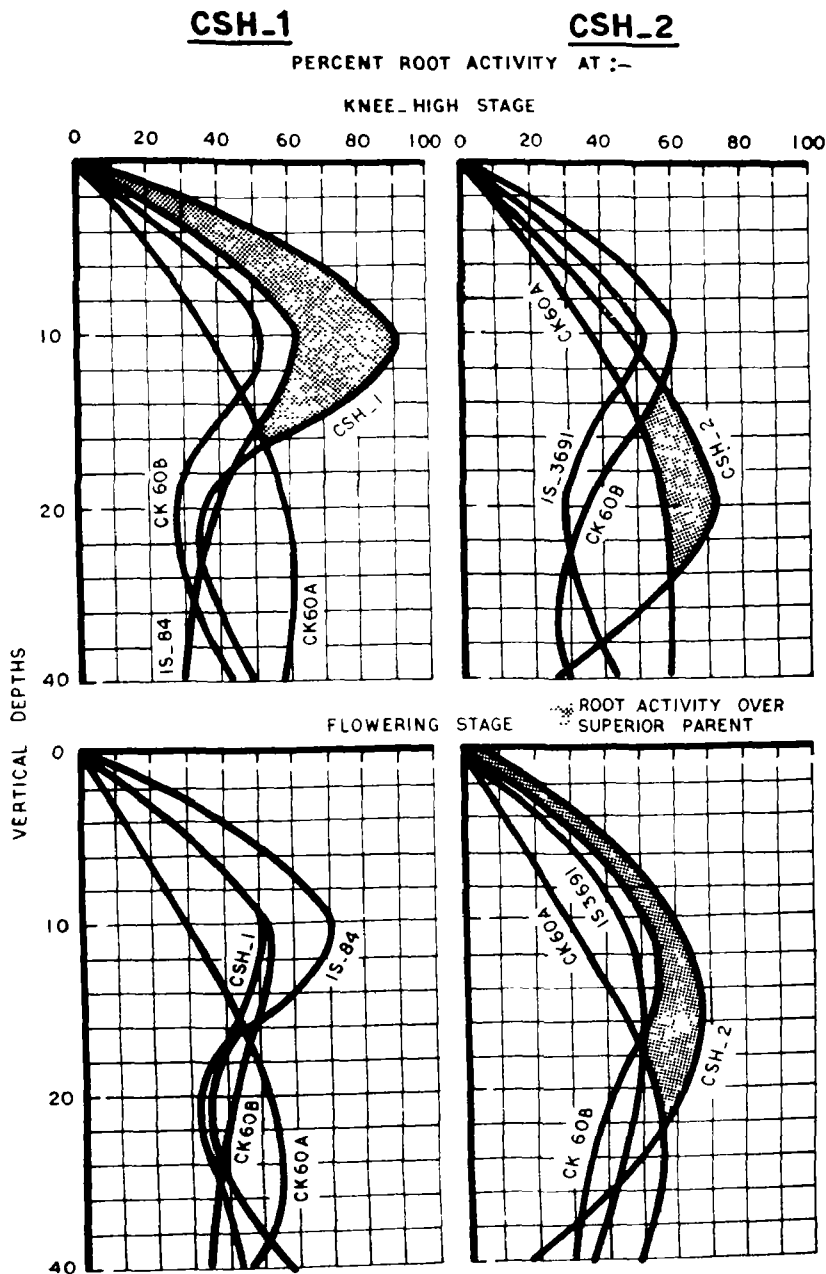 CSH_1 CSH_2
PERCENT ROOT ACTIVITY AT :-
KNEE_HIGH STAGE
0 20 40 60 80 100 0 20 40 60 80 100
10
20
40
CSH_1
CK 60B
IS_84
CK60A
CK60A
IS_3691
CK60B
CSH_2
VERTICAL DEPTHS
FLOWERING STAGE
ROOT ACTIVITY OVER
SUPERIOR PARENT
0
10
20
40
CSH_1
IS_84
CK60B
CK60A
IS 3691
CK60A
CK 60B
CSH_2